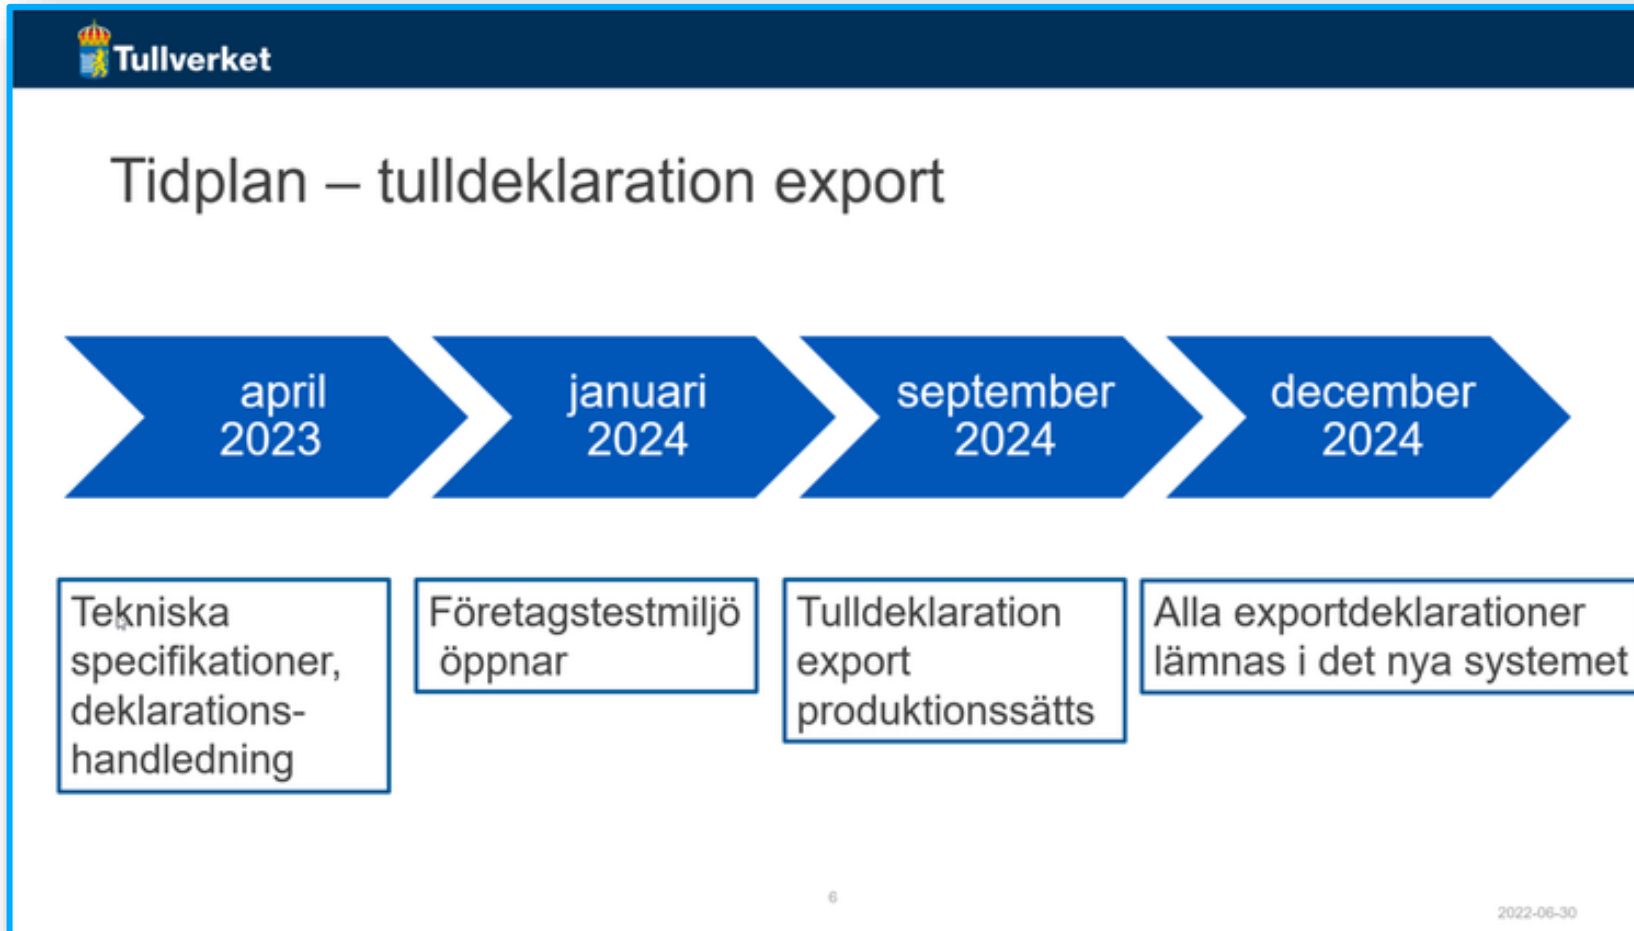 Tullverket
Tidplan – tulldeklaration export
april
2023
januari
2024
september
2024
december
2024
Tekniska
specifikationer,
deklarations-
handledning
Företagstestmiljö
öppnar
Tulldeklaration
export
produktionssätts
Alla exportdeklarationer
lämnas i det nya systemet
6
2022-06-30